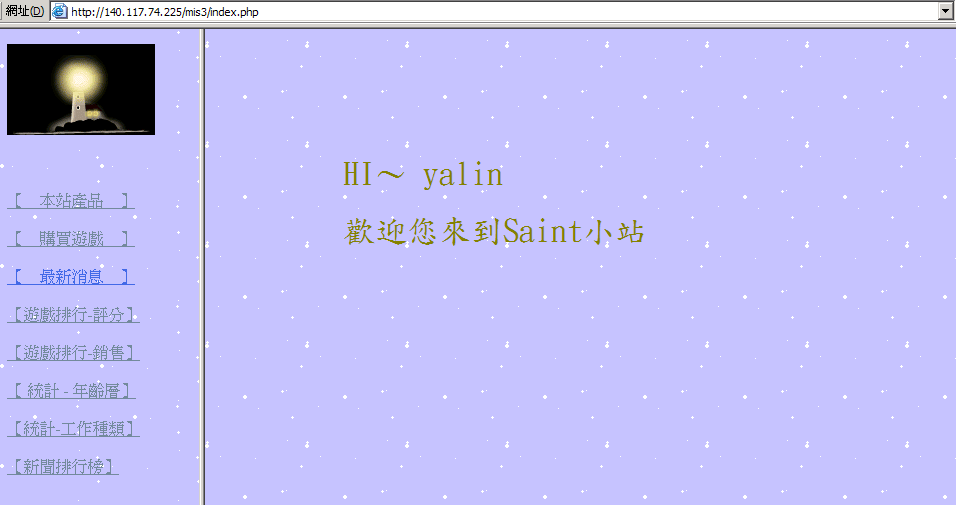 網址(D) http://140.117.74.225/mis3/index.php
HI～ yalin
歡迎您來到Saint小站
【　本站產品　】
【　購買遊戲　】
【　最新消息　】
【遊戲排行-評分】
【遊戲排行-銷售】
【 統計 - 年齡層】
【統計-工作種類】
【新聞排行榜】